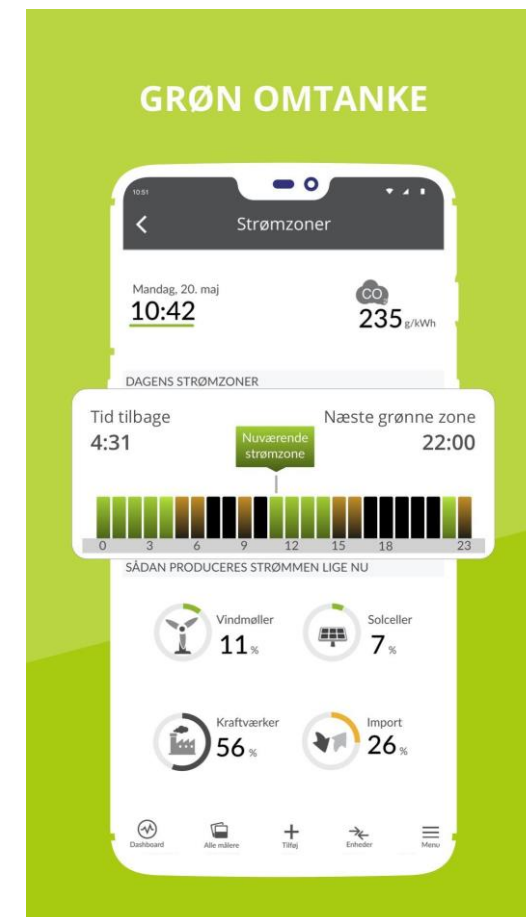 GRØN OMTANKE
10:51
Strømzoner
Mandag, 20. maj
10:42
CO2
235 g/kWh
DAGENS STRØMZONER
Tid tilbage
4:31
Nuværende
strømzone
Næste grønne zone
22:00
0 3 6 9 12 15 18 23
SÅDAN PRODUCERES STRØMMEN LIGE NU
Vindmøller
11 %
Solceller
7 %
Kraftværker
56 %
Import
26 %
Dashboard
Alle målere
Tilføj
Enheder
Menu